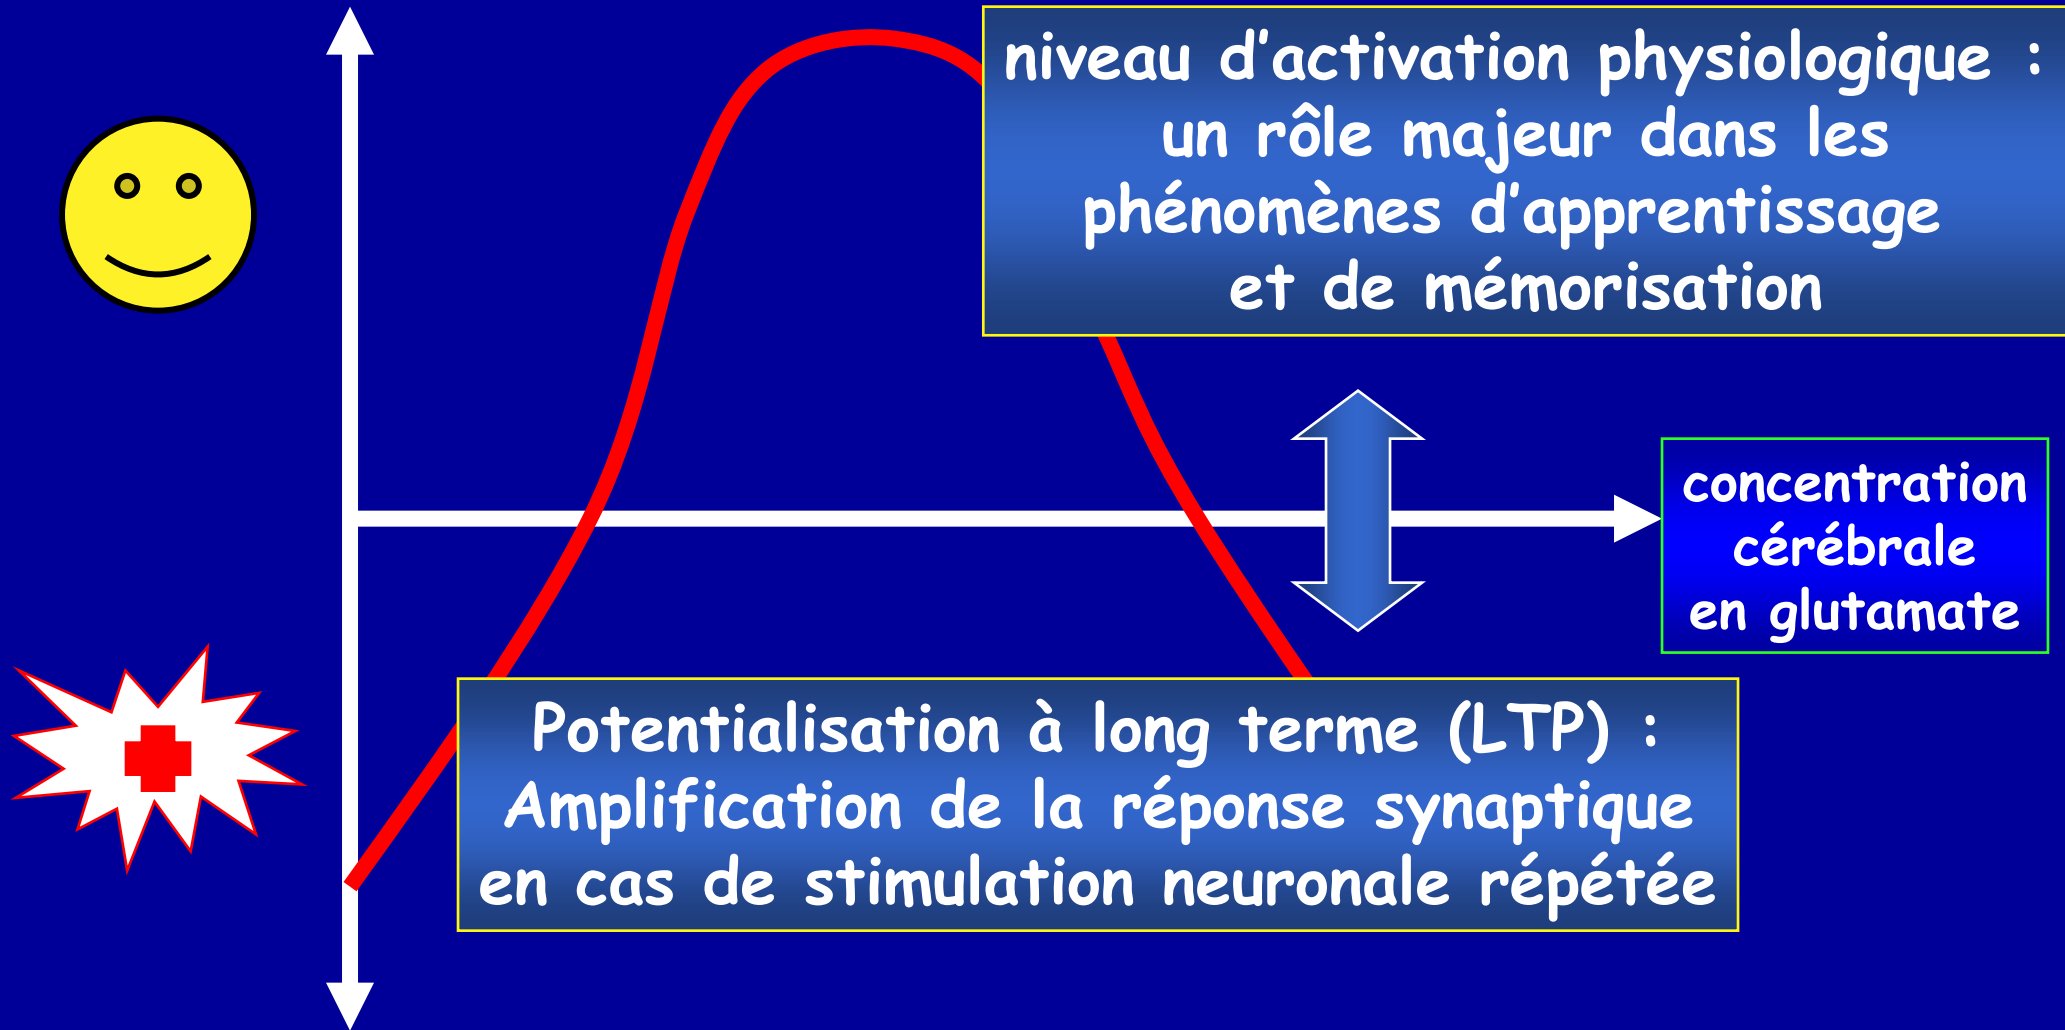 niveau d’activation physiologique :
un rôle majeur dans les
phénomènes d’apprentissage
et de mémorisation
concentration
cérébrale
en glutamate
Potentialisation à long terme (LTP) :
Amplification de la réponse synaptique
en cas de stimulation neuronale répétée